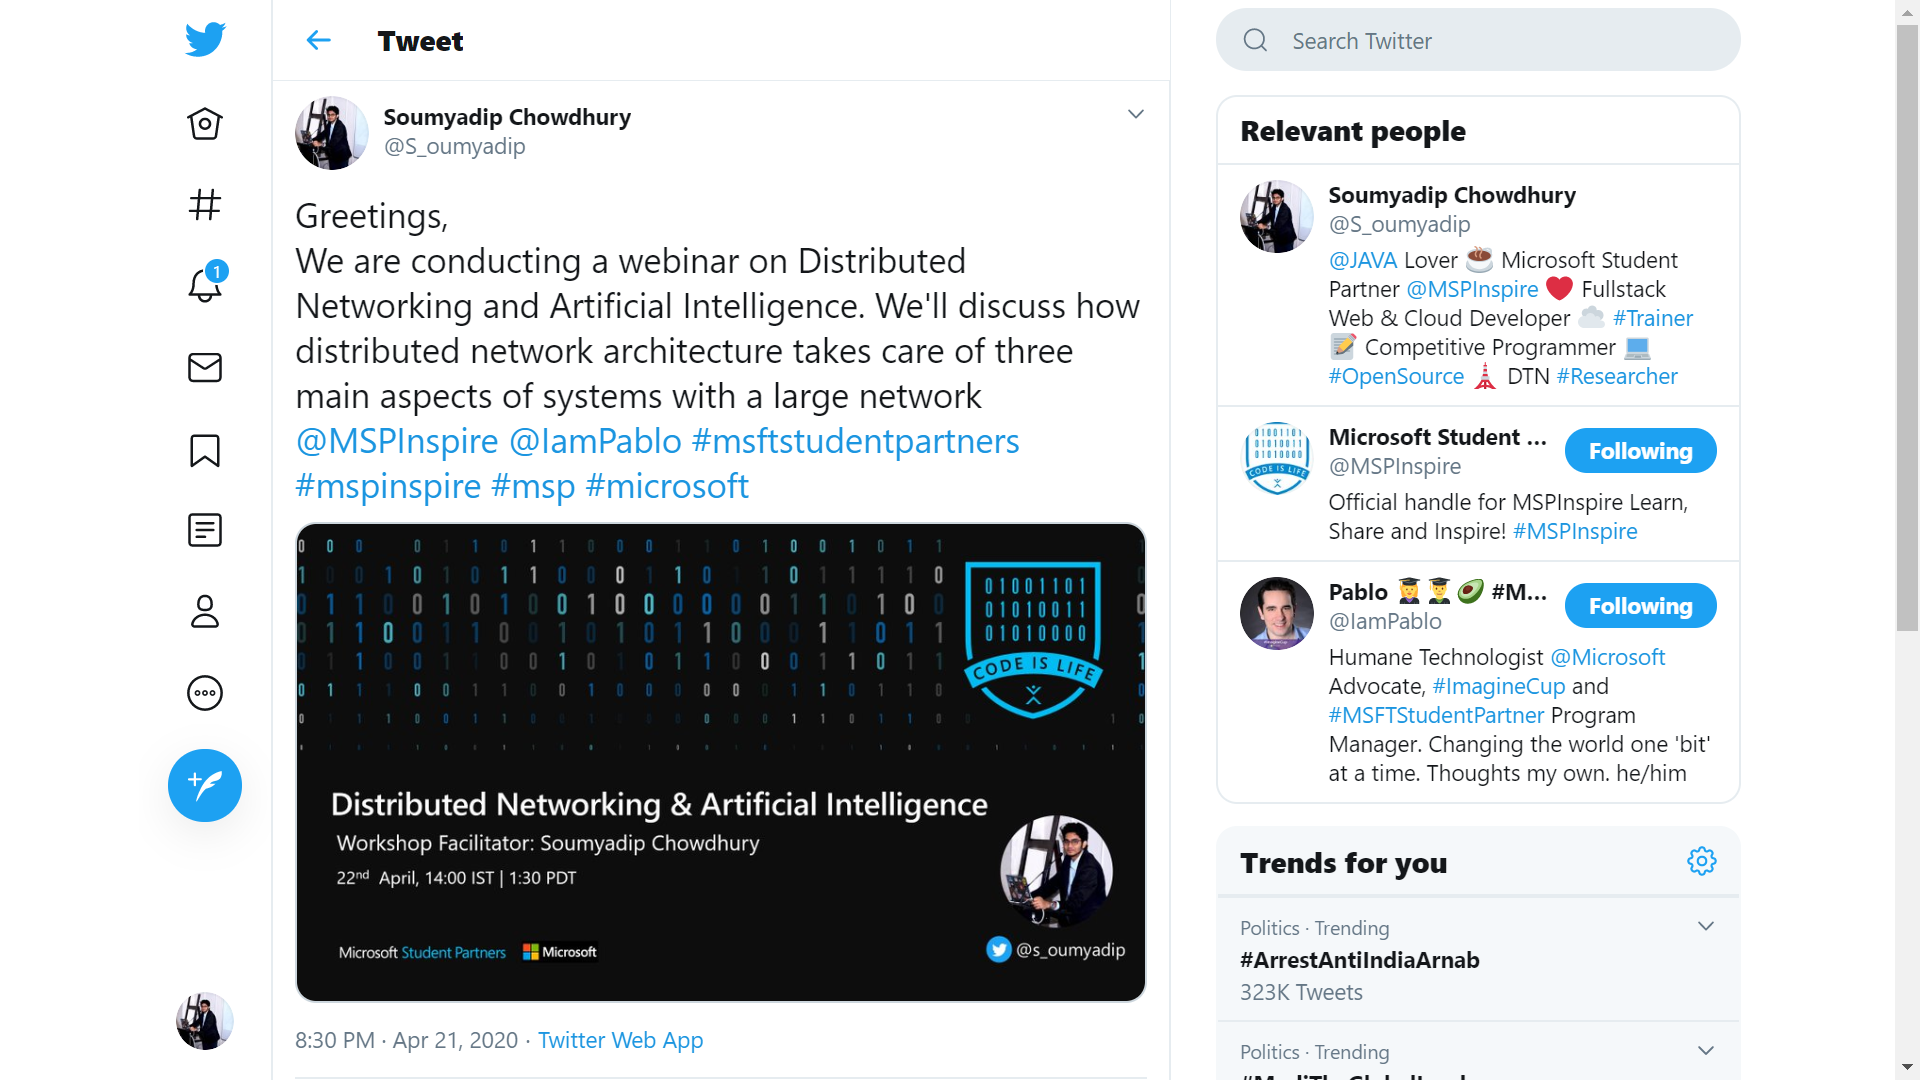 Tweet
Soumyadip Chowdhury
@S_oumyadip
Greetings,
We are conducting a webinar on Distributed
Networking and Artificial Intelligence. We'll discuss how
distributed network architecture takes care of three
main aspects of systems with a large network
@MSPInspire @IamPablo #msftstudentpartners
#mspinspire #msp #microsoft
01001101
01010011
01010000
CODE IS LIFE
Distributed Networking & Artificial Intelligence
Workshop Facilitator: Soumyadip Chowdhury
22nd April, 14:00 IST | 1:30 PDT
Microsoft Student Partners Microsoft
@s_oumyadip
8:30 PM · Apr 21, 2020 · Twitter Web App
1
Search Twitter
Relevant people
Soumyadip Chowdhury
@S_oumyadip
@JAVA Lover ☕ Microsoft Student
Partner @MSPInspire ❤️ Fullstack
Web & Cloud Developer ☁️ #Trainer
📝 Competitive Programmer 💻
#OpenSource 🗼 DTN #Researcher
Microsoft Student ...
@MSPInspire
Following
01001101
01010011
01010000
CODE IS LIFE
Official handle for MSPInspire Learn,
Share and Inspire! #MSPInspire
Pablo 👩‍🎓👨‍🎓🥑 #M...
@IamPablo
Following
Humane Technologist @Microsoft
Advocate, #ImagineCup and
#MSFTStudentPartner Program
Manager. Changing the world one 'bit'
at a time. Thoughts my own. he/him
Trends for you
Politics · Trending
#ArrestAntiIndiaArnab
323K Tweets
Politics · Trending